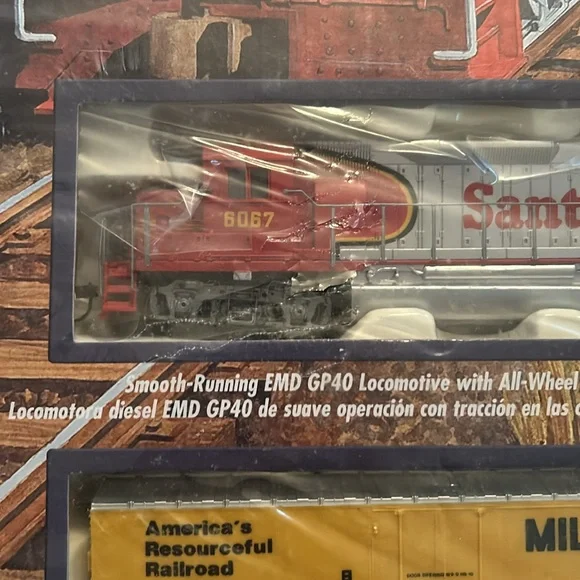 6067
Sant
Smooth-Running EMD GP40 Locomotive with All-Wheel
Locomotora diesel EMD GP40 de suave operación con tracción en las
America's
Resourceful
Railroad
MIL